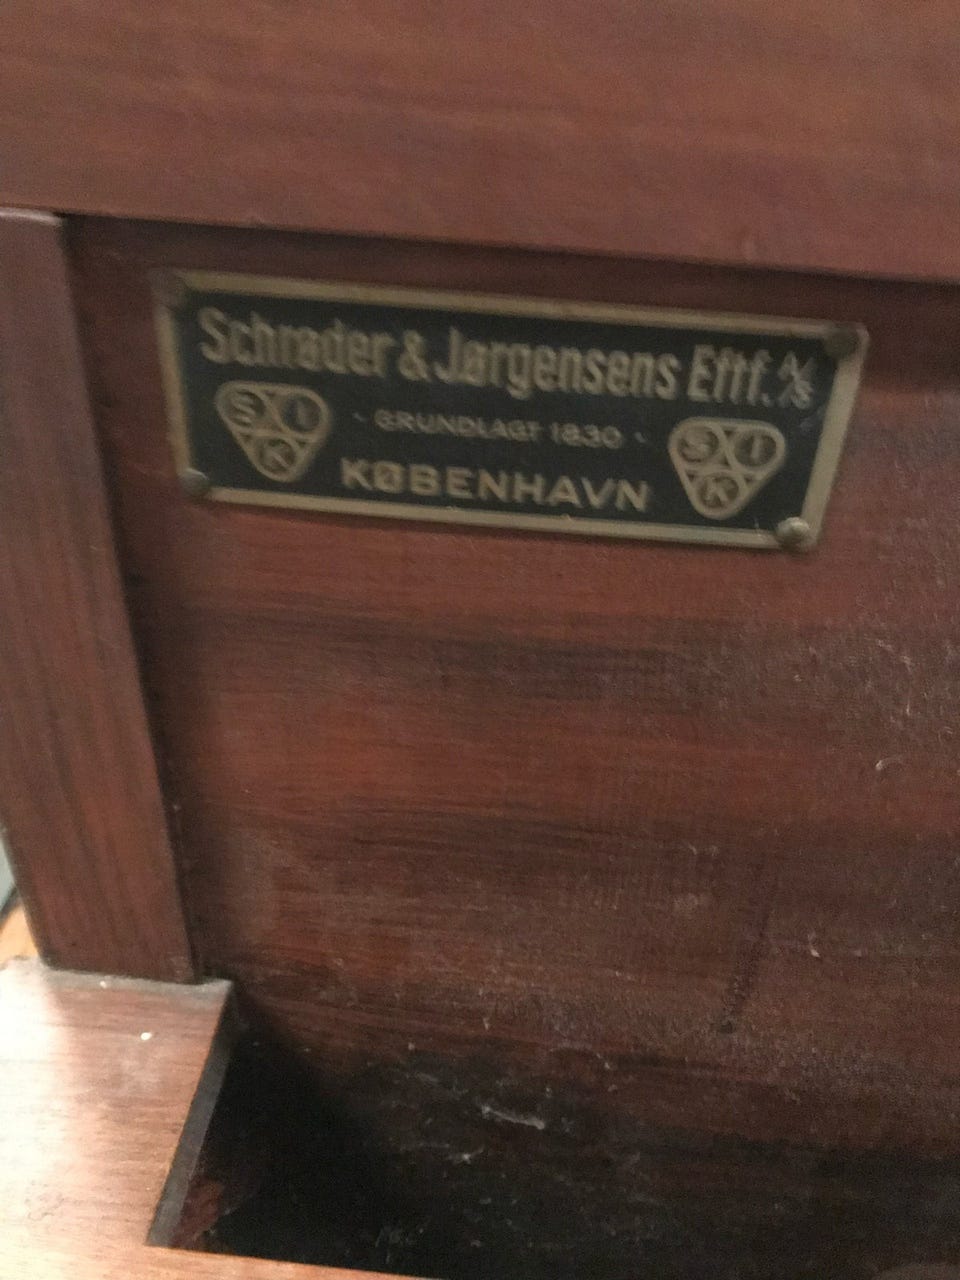 Schrøder & Jørgensens Eftf. A/S
S I K
GRUNDLAGT 1830
S I K
KØBENHAVN